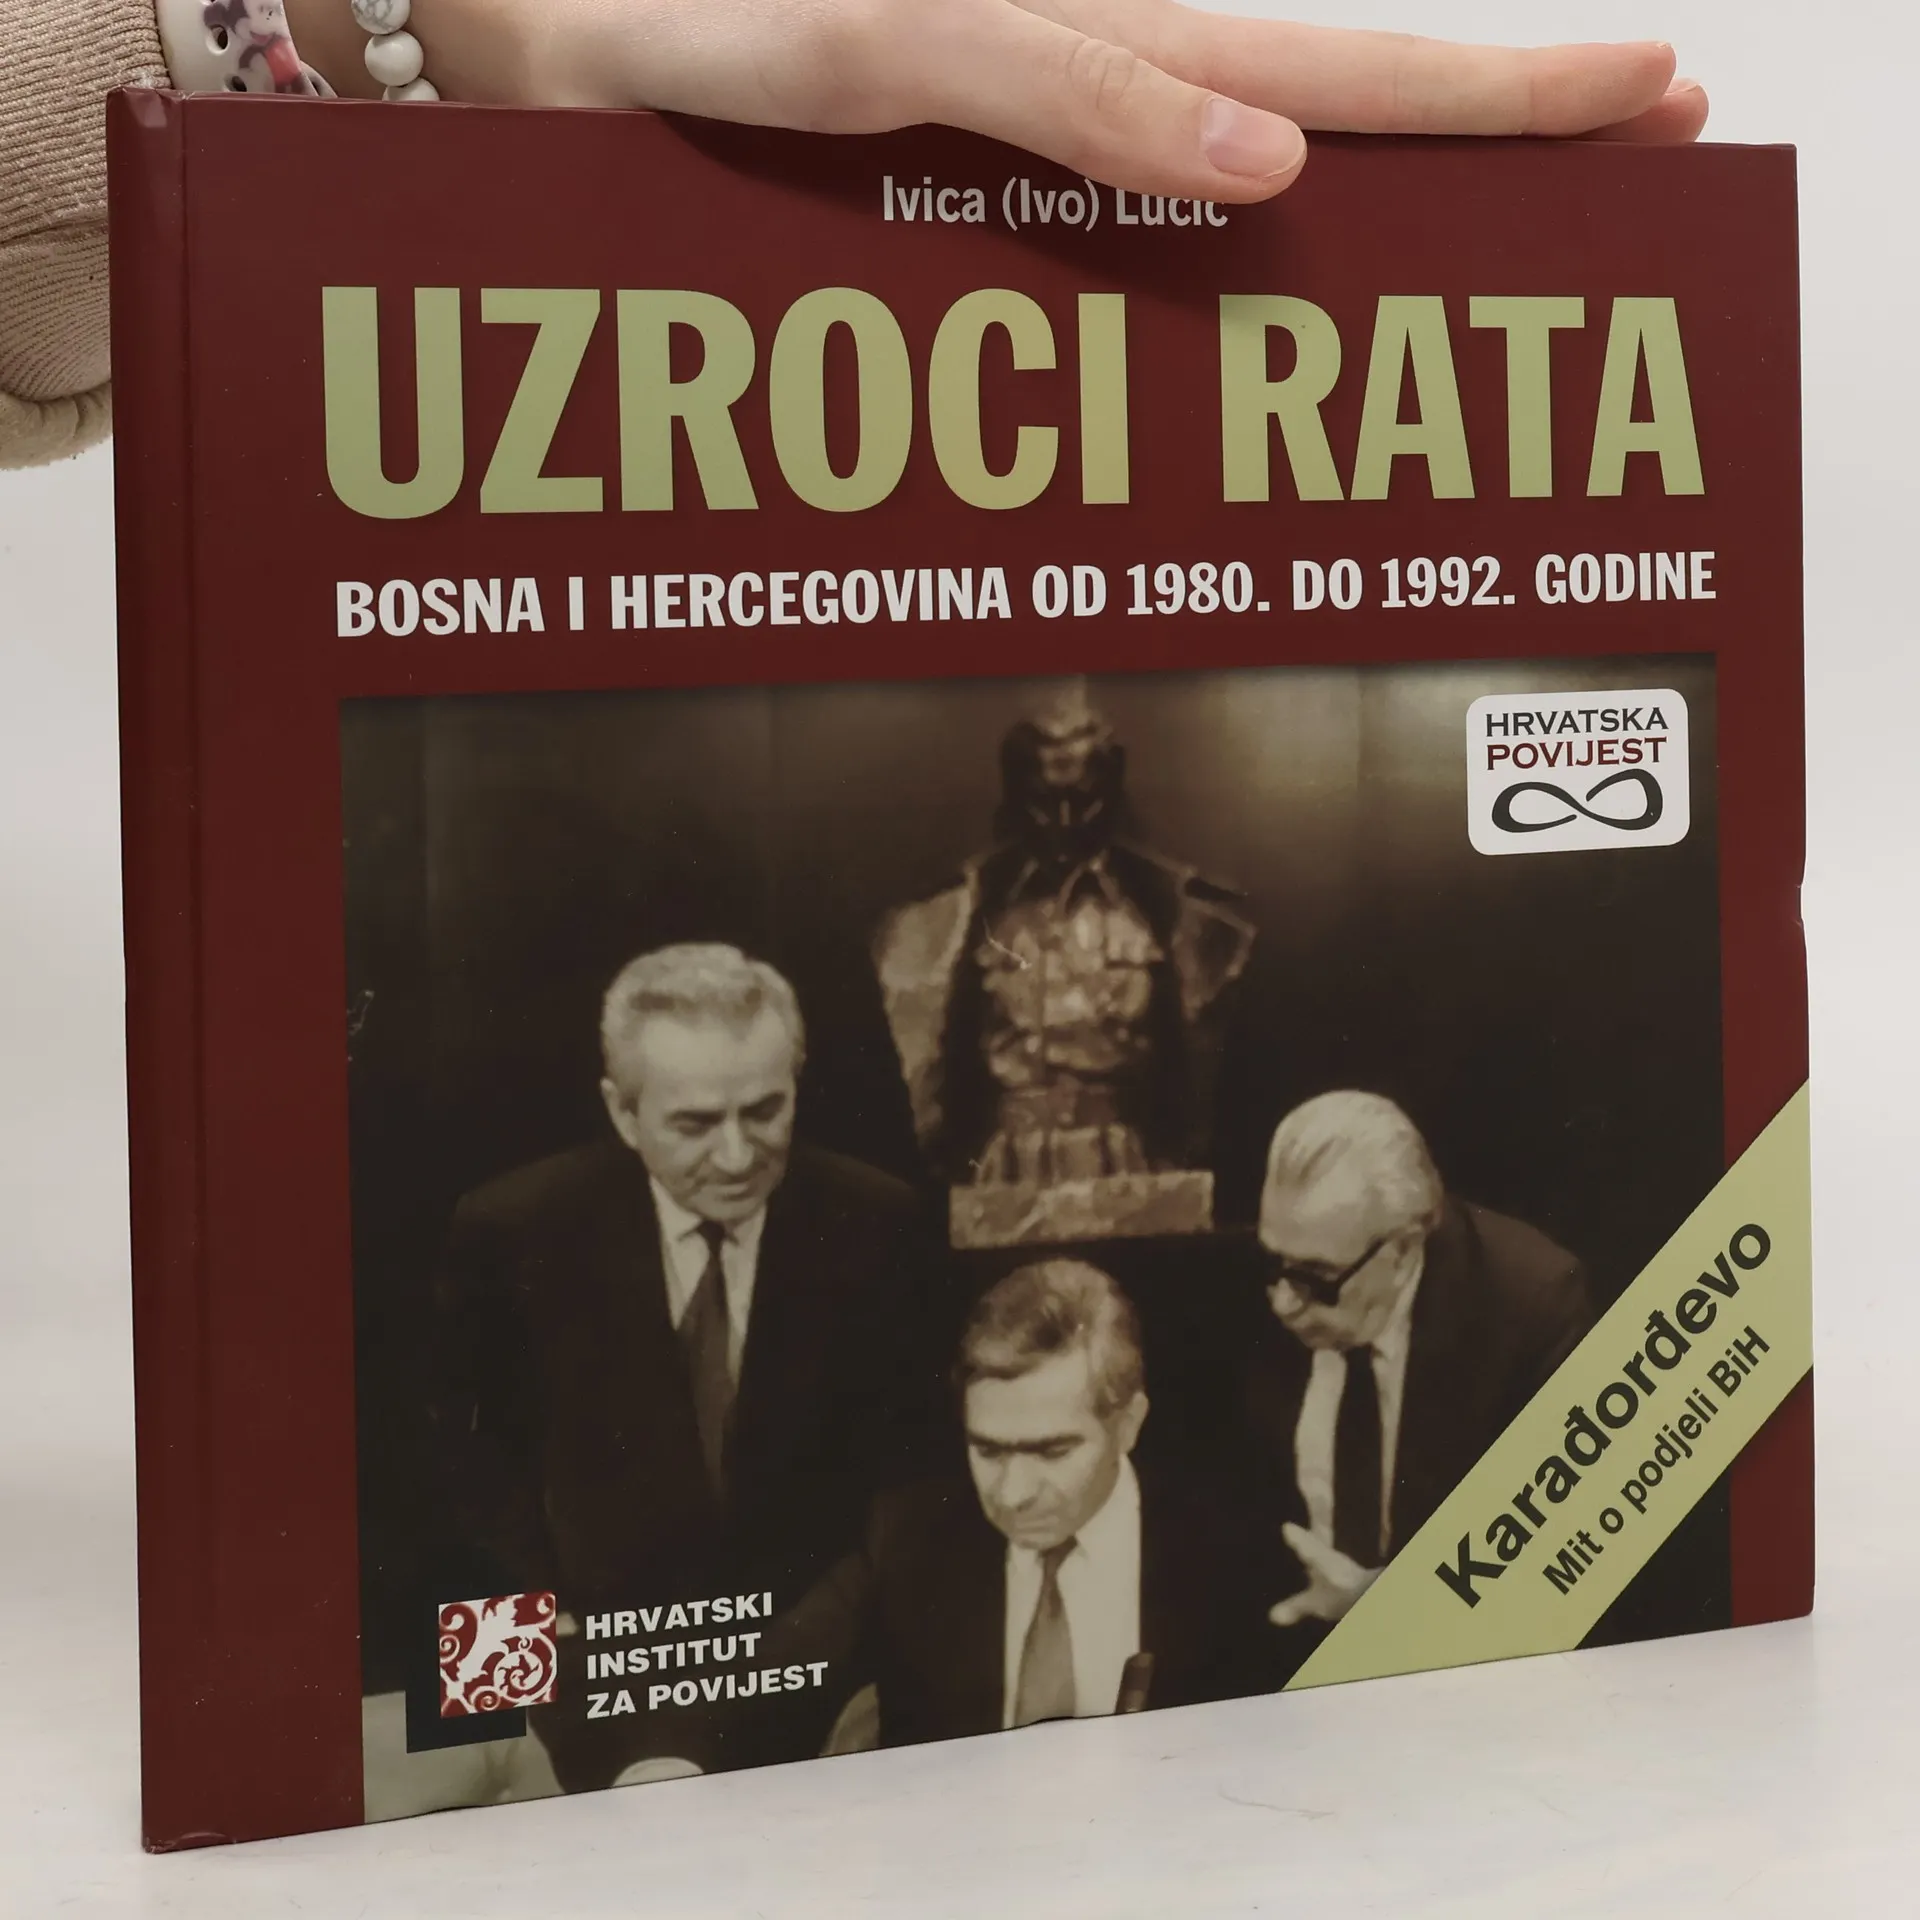 Ivica (Ivo) Lučić
UZROCI RATA
BOSNA I HERCEGOVINA OD 1980. DO 1992. GODINE
HRVATSKA
POVIJEST
Karađorđevo
Mit o podjeli BiH
HRVATSKI
INSTITUT
ZA POVIJEST